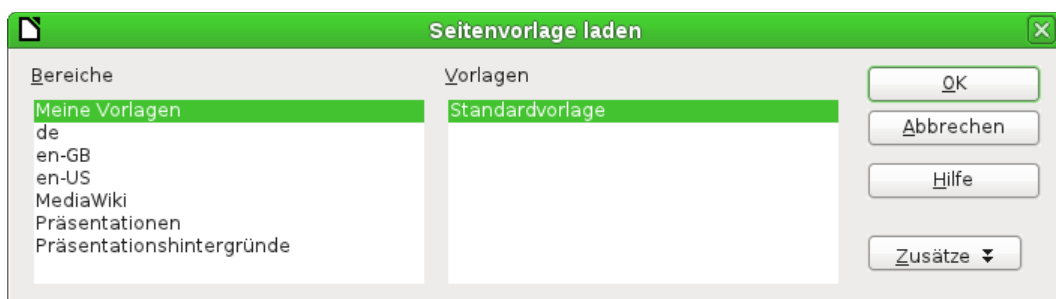 Seitenvorlage laden
Bereiche
Meine Vorlagen
de
en-GB
en-US
MediaWiki
Präsentationen
Präsentationshintergründe
Vorlagen
Standardvorlage
OK
Abbrechen
Hilfe
Zusätze